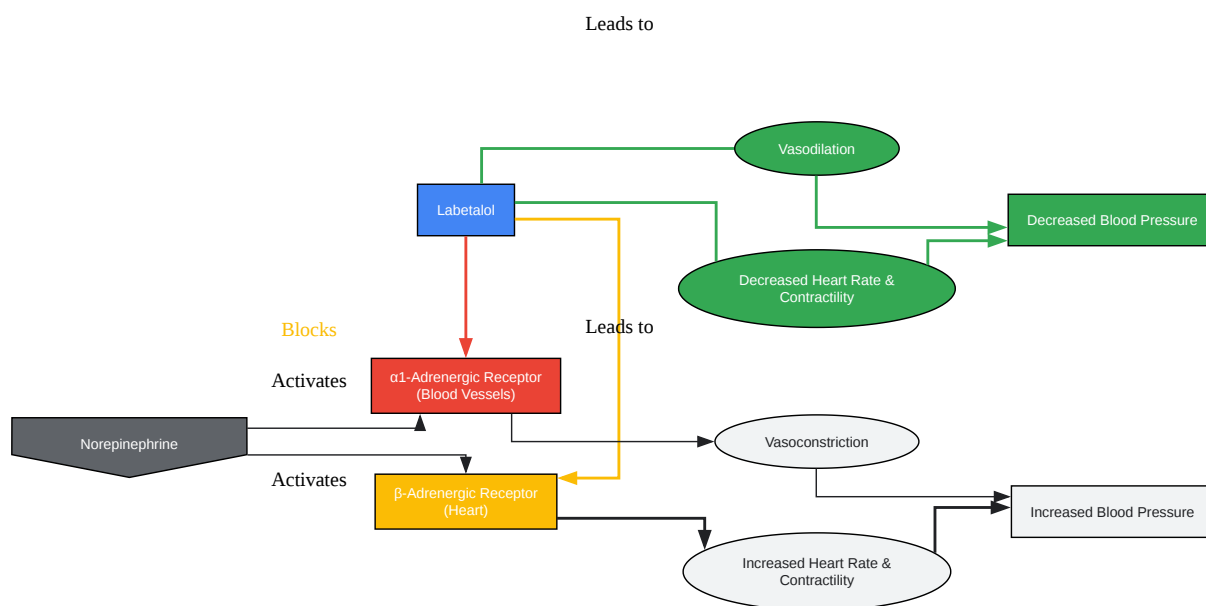 Leads to
Vasodilation
Labetalol
Decreased Blood Pressure
Decreased Heart Rate &
Contractility
Blocks
Leads to
Activates
α1-Adrenergic Receptor
(Blood Vessels)
Norepinephrine
Vasoconstriction
Activates
β-Adrenergic Receptor
(Heart)
Increased Blood Pressure
Increased Heart Rate &
Contractility